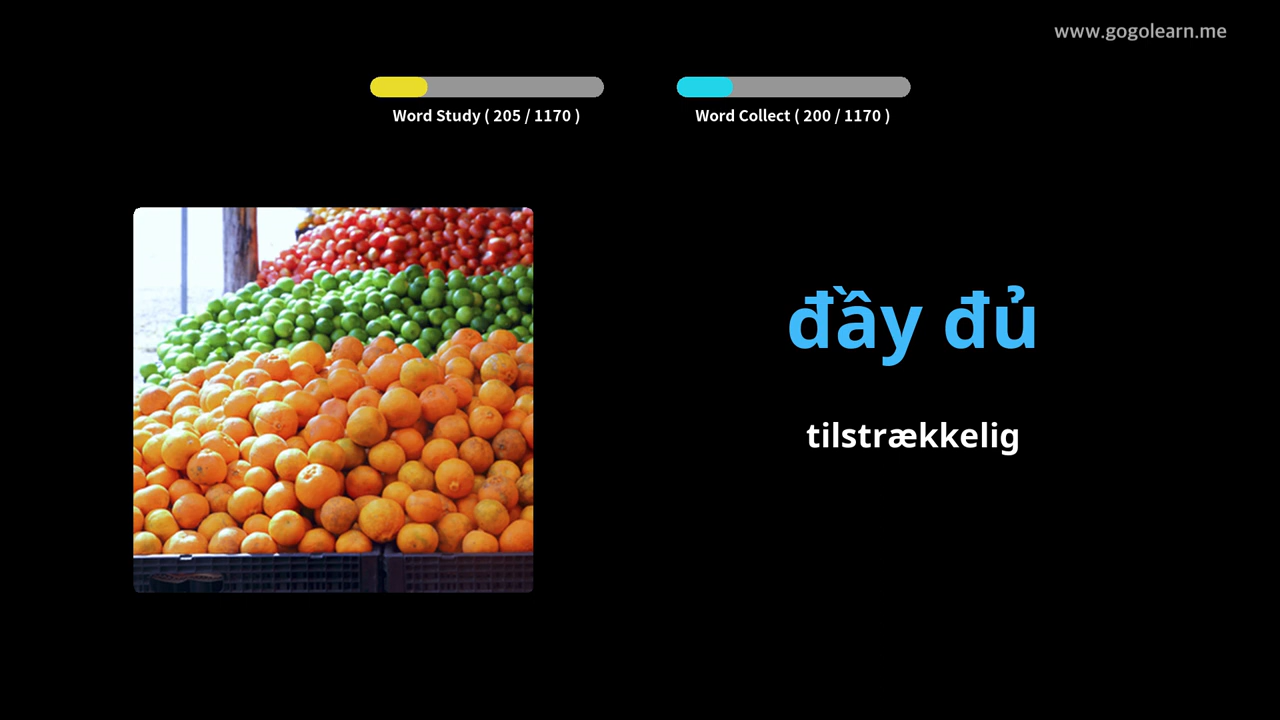 www.gogolearn.me
Word Study ( 205 / 1170 )
Word Collect ( 200 / 1170 )
đầy đủ
tilstrækkelig